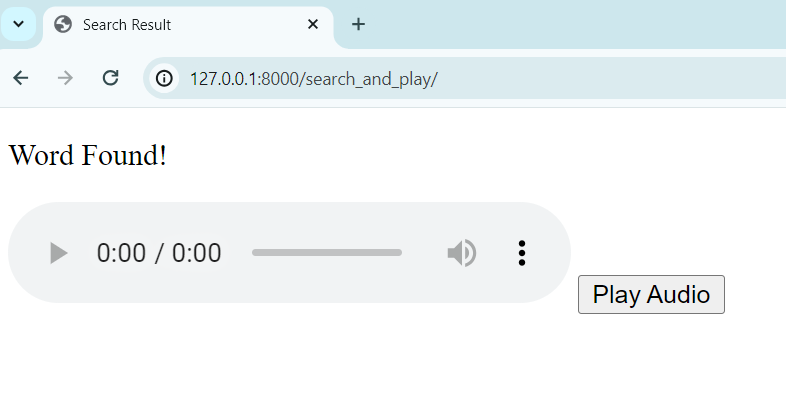 Search Result
127.0.0.1:8000/search_and_play/
Word Found!
0:00 / 0:00
Play Audio